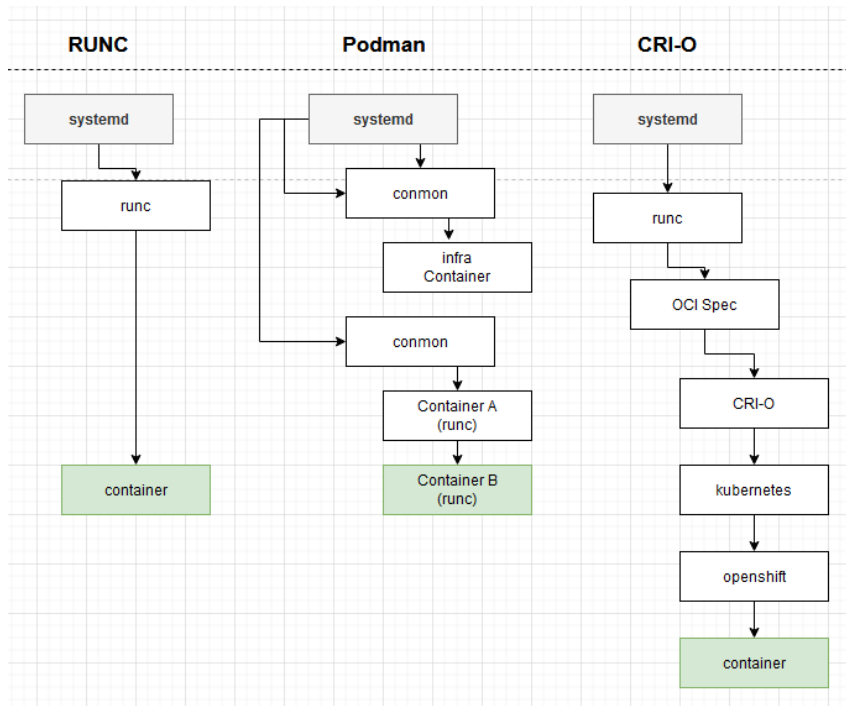 RUNC
Podman
CRI-O
systemd
runc
container
systemd
conmon
infra
Container
conmon
Container A
(runc)
Container B
(runc)
systemd
runc
OCI Spec
CRI-O
kubernetes
openshift
container